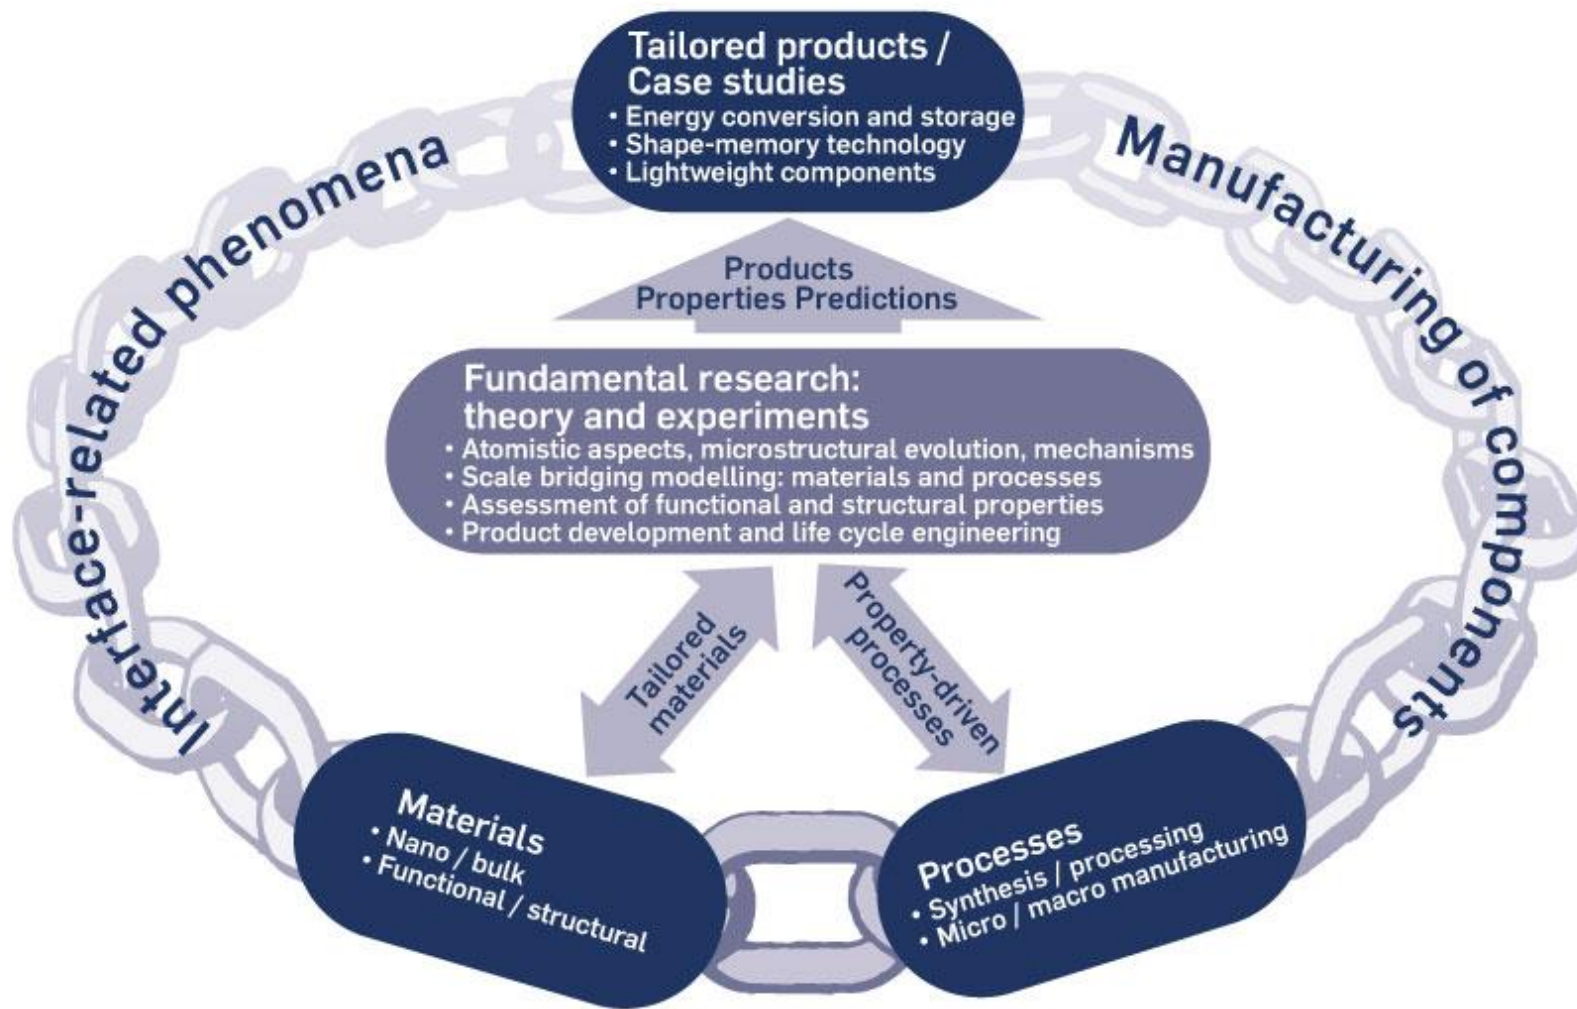 Tailored products /
Case studies
• Energy conversion and storage
• Shape-memory technology
• Lightweight components
Interface-related phenomena
Manufacturing of components
Products
Properties Predictions
Fundamental research:
theory and experiments
• Atomistic aspects, microstructural evolution, mechanisms
• Scale bridging modelling: materials and processes
• Assessment of functional and structural properties
• Product development and life cycle engineering
Tailored
materials
Property-driven
processes
Materials
• Nano / bulk
• Functional / structural
Processes
• Synthesis / processing
• Micro / macro manufacturing